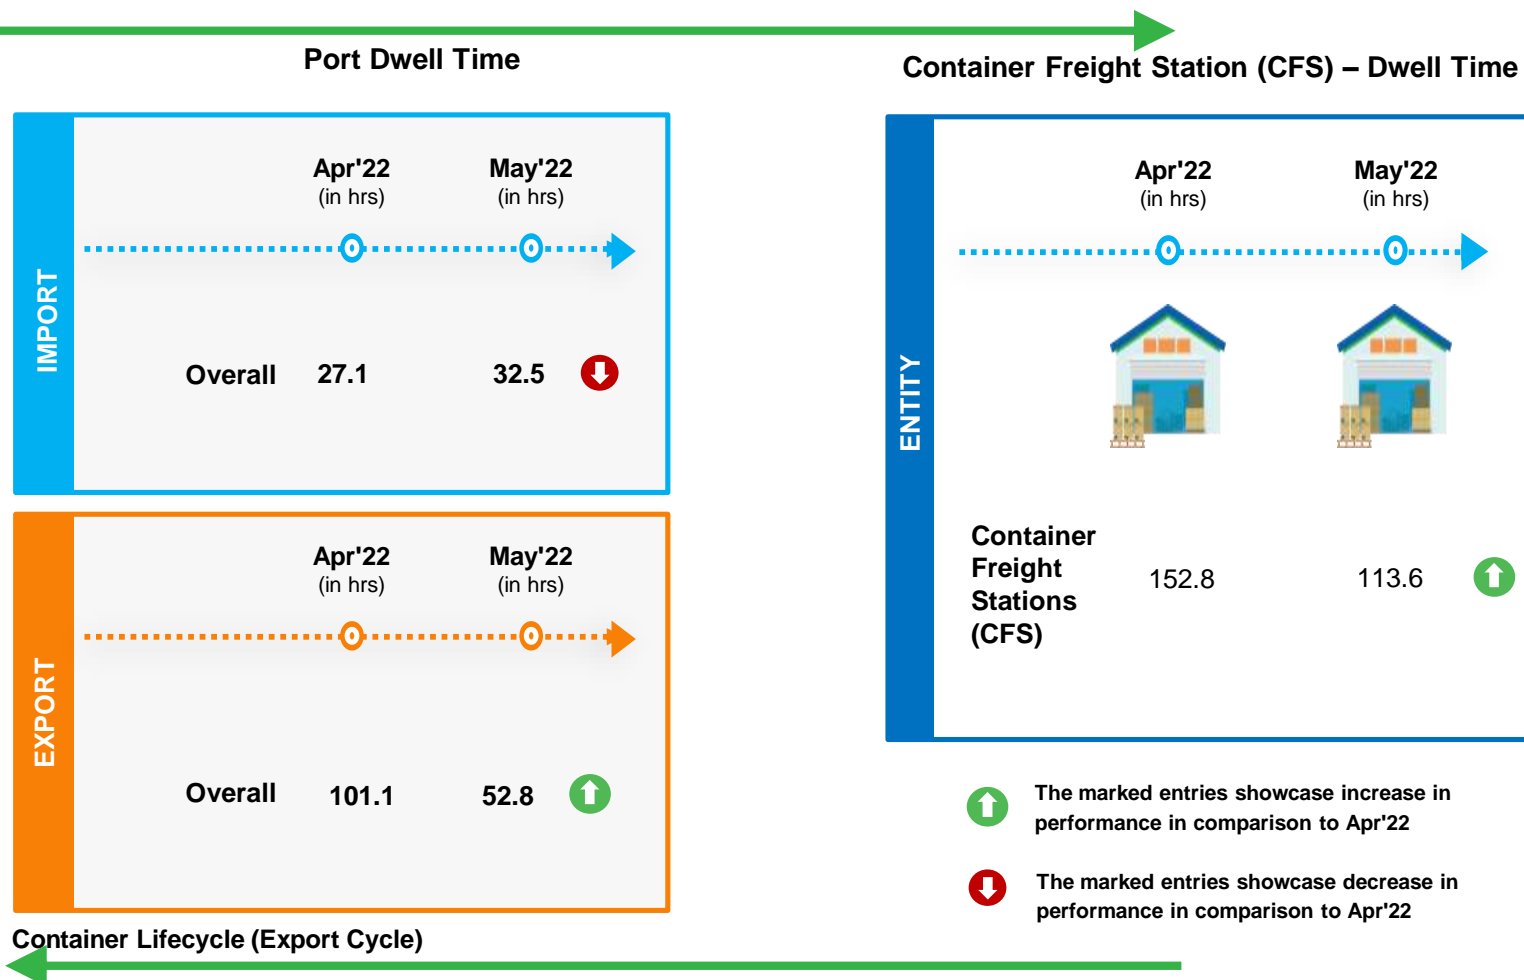 Port Dwell Time
Container Freight Station (CFS) – Dwell Time
IMPORT
Apr'22
(in hrs)
May'22
(in hrs)
Overall 27.1 32.5
EXPORT
Apr'22
(in hrs)
May'22
(in hrs)
Overall 101.1 52.8
Container Lifecycle (Export Cycle)
ENTITY
Apr'22
(in hrs)
May'22
(in hrs)
Container
Freight
Stations
(CFS)
152.8 113.6
The marked entries showcase increase in
performance in comparison to Apr'22
The marked entries showcase decrease in
performance in comparison to Apr'22